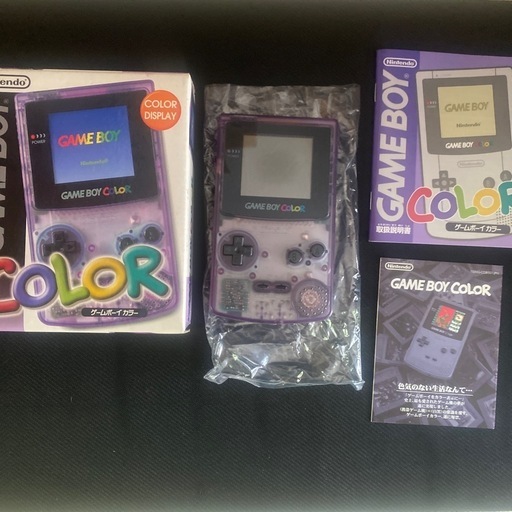 Nintendo
GAME BOY
COLOR
DISPLAY
POWER
GAME BOY
Nintendo
GAME BOY COLOR
COLOR
ゲームボーイカラー
POWER
GAME BOY COLOR
Nintendo
GAME BOY
GAME BOY
Nintendo
COLOR
取扱説明書
ゲームボーイカラー
Nintendo
GAME BOY COLOR
色気のない生活なんて…